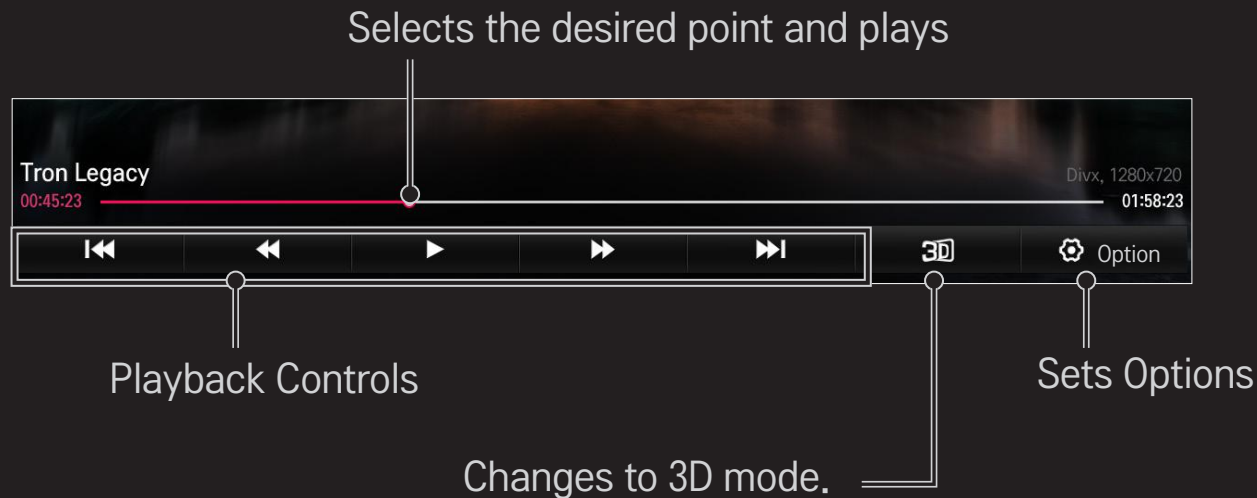 Selects the desired point and plays
Tron Legacy
Divx, 1280x720
00:45:23
01:58:23
3D
Option
Playback Controls
Sets Options
Changes to 3D mode.